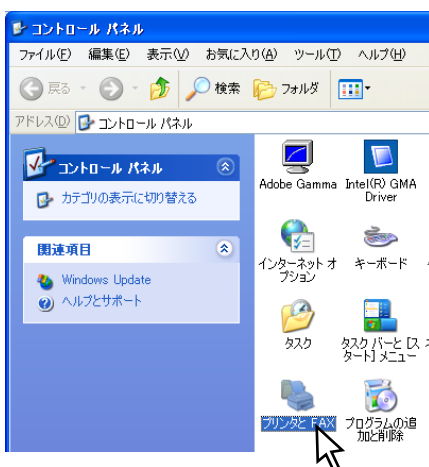 コントロール パネル
ファイル(F) 編集(E) 表示(V) お気に入り(A) ツール(T) ヘルプ(H)
戻る 検索 フォルダ
アドレス(D) コントロール パネル
コントロール パネル
カテゴリの表示に切り替える
関連項目
Windows Update
ヘルプとサポート
Adobe Gamma
Intel(R) GMA
Driver
インターネット オ
プション
キーボード
タスク
タスク バーと [ス
タート] メニュー
プリンタと FAX
プログラムの追
加と削除